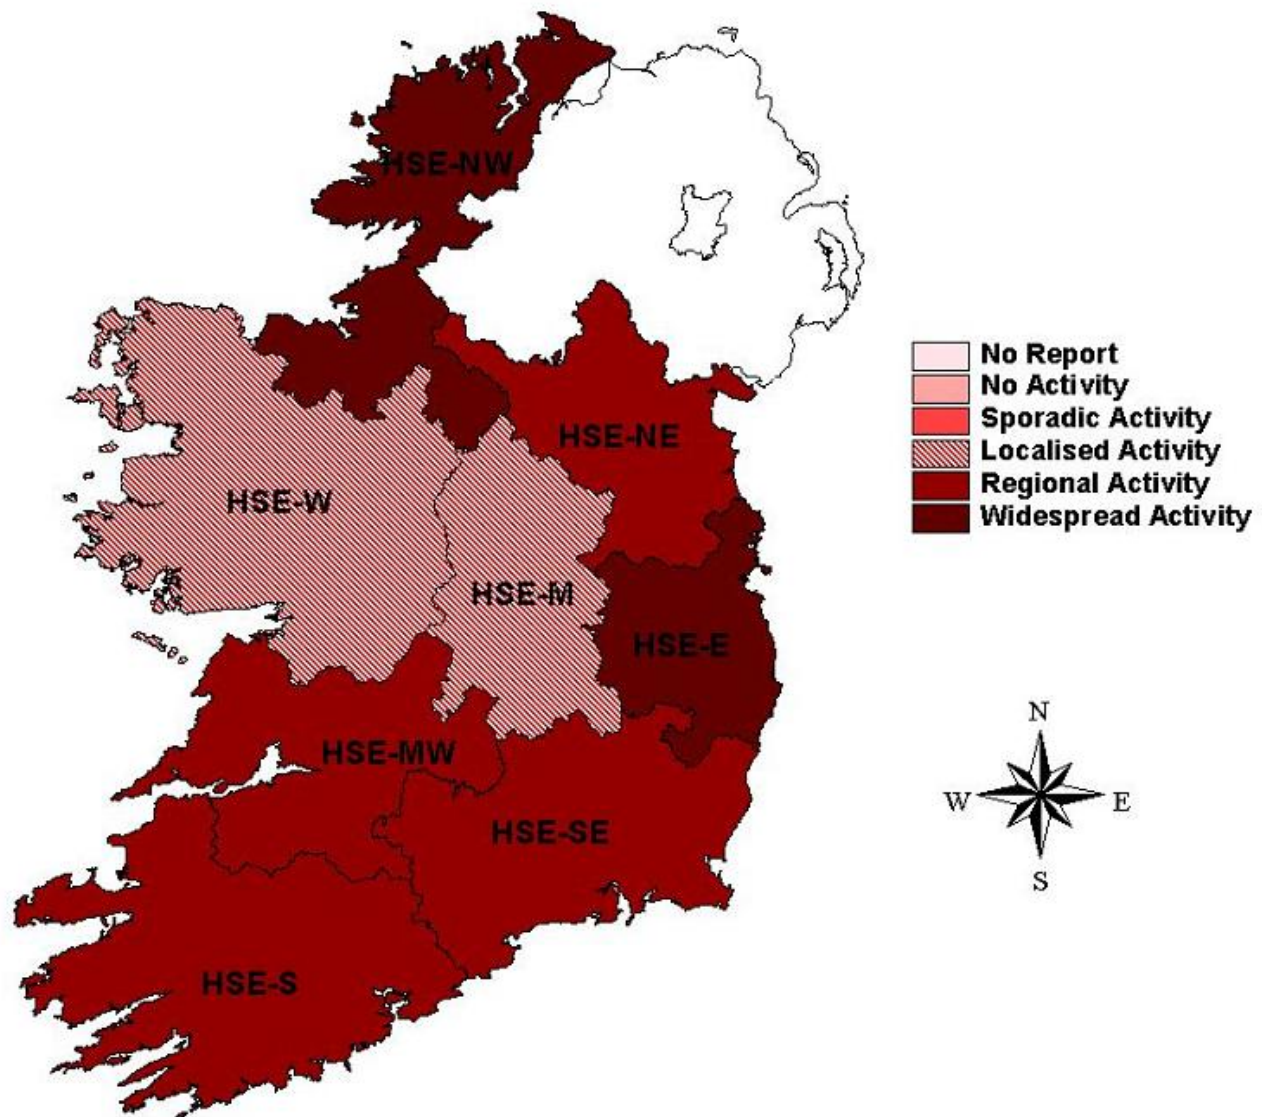 HSE-NW
No Report
No Activity
Sporadic Activity
HSE-NE
Localised Activity
Regional Activity
HSE-W
Widespread Activity
HSE-M
HSE-E
N
HSE-MW
W
E
HSE-SE
S
HSE-S